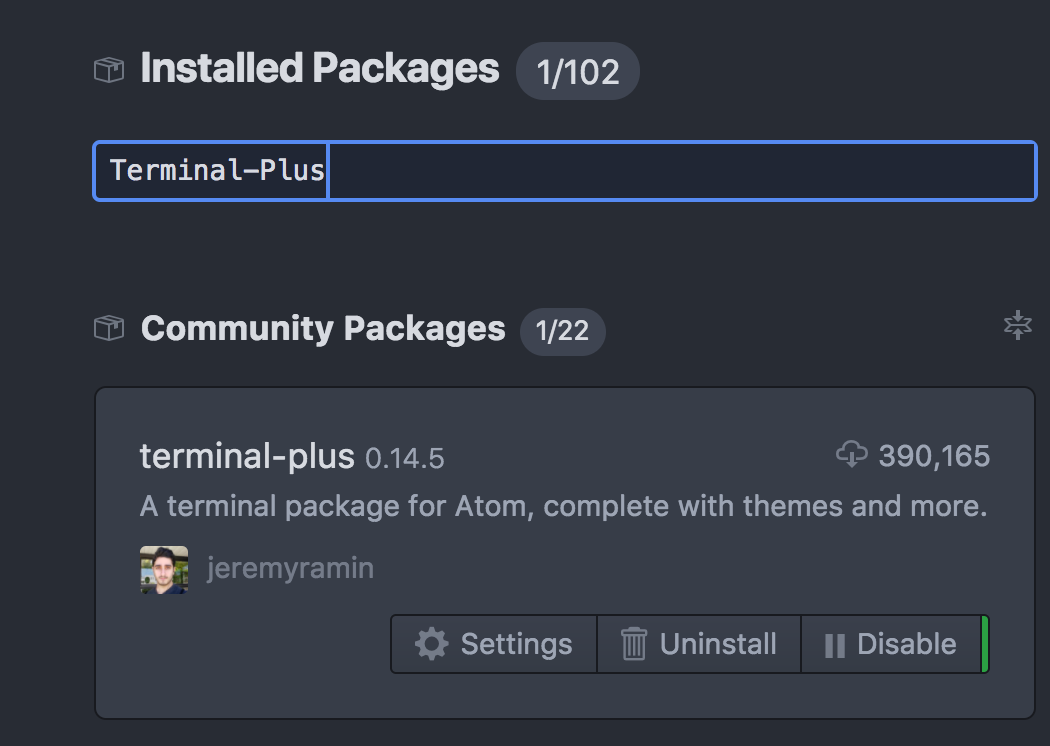 Installed Packages 1/102
Terminal-Plus
Community Packages 1/22
terminal-plus 0.14.5 390,165
A terminal package for Atom, complete with themes and more.
jeremyramin
Settings Uninstall Disable